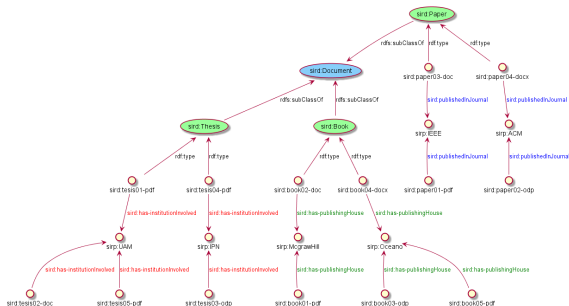 sird:Paper
rdfs:subClassOf
rdf:type
rdf:type
sird:Document
sird:paper03-doc
sird:paper04-docx
rdfs:subClassOf
rdfs:subClassOf
sird:publishedInJournal
sird:publishedInJournal
sird:Thesis
sird:Book
sirp:IEEE
sirp:ACM
rdf:type
rdf:type
rdf:type
rdf:type
sird:publishedInJournal
sird:publishedInJournal
sird:tesis01-pdf
sird:tesis04-pdf
sird:book02-doc
sird:book04-docx
sird:paper01-pdf
sird:paper02-odp
sird:has-institutionInvolved
sird:has-institutionInvolved
sird:has-publishingHouse
sird:has-publishingHouse
sirp:UAM
sirp:IPN
sirp:McgrawHill
sirp:Oceano
sird:has-institutionInvolved
sird:has-institutionInvolved
sird:has-institutionInvolved
sird:has-publishingHouse
sird:has-publishingHouse
sird:has-publishingHouse
sird:tesis02-doc
sird:tesis05-pdf
sird:tesis03-odp
sird:book01-pdf
sird:book03-odp
sird:book05-pdf